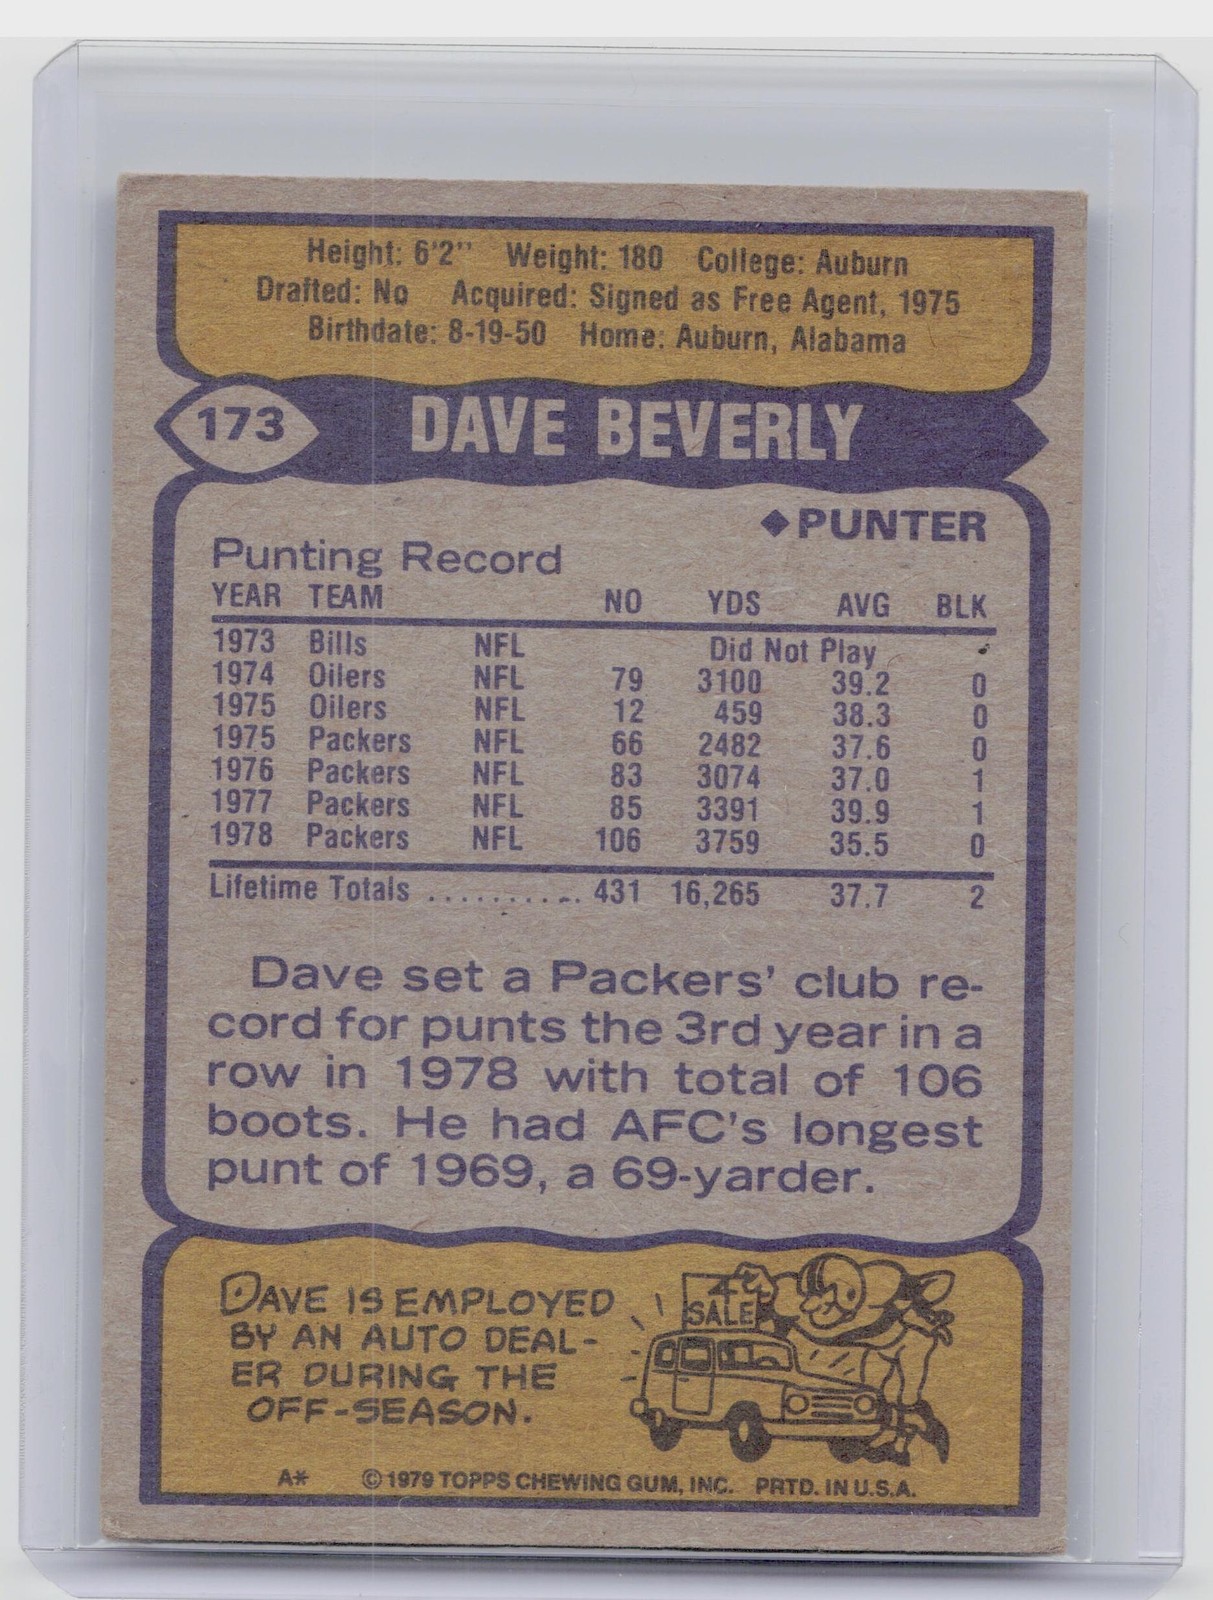 Height: 6'2" Weight: 180 College: Auburn
Drafted: No Acquired: Signed as Free Agent, 1975
Birthdate: 8-19-50 Home: Auburn, Alabama
173 DAVE BEVERLY
◆PUNTER
Punting Record
YEAR TEAM NO YDS AVG BLK
1973 Bills NFL Did Not Play
1974 Oilers NFL 79 3100 39.2 0
1975 Oilers NFL 12 459 38.3 0
1975 Packers NFL 66 2482 37.6 0
1976 Packers NFL 83 3074 37.0 1
1977 Packers NFL 85 3391 39.9 1
1978 Packers NFL 106 3759 35.5 0
Lifetime Totals .......... 431 16,265 37.7 2
Dave set a Packers' club re-
cord for punts the 3rd year in a
row in 1978 with total of 106
boots. He had AFC's longest
punt of 1969, a 69-yarder.
DAVE IS EMPLOYED
BY AN AUTO DEAL-
ER DURING THE
OFF-SEASON.
4
SALE
A* © 1979 TOPPS CHEWING GUM, INC. PRTD. IN U.S.A.